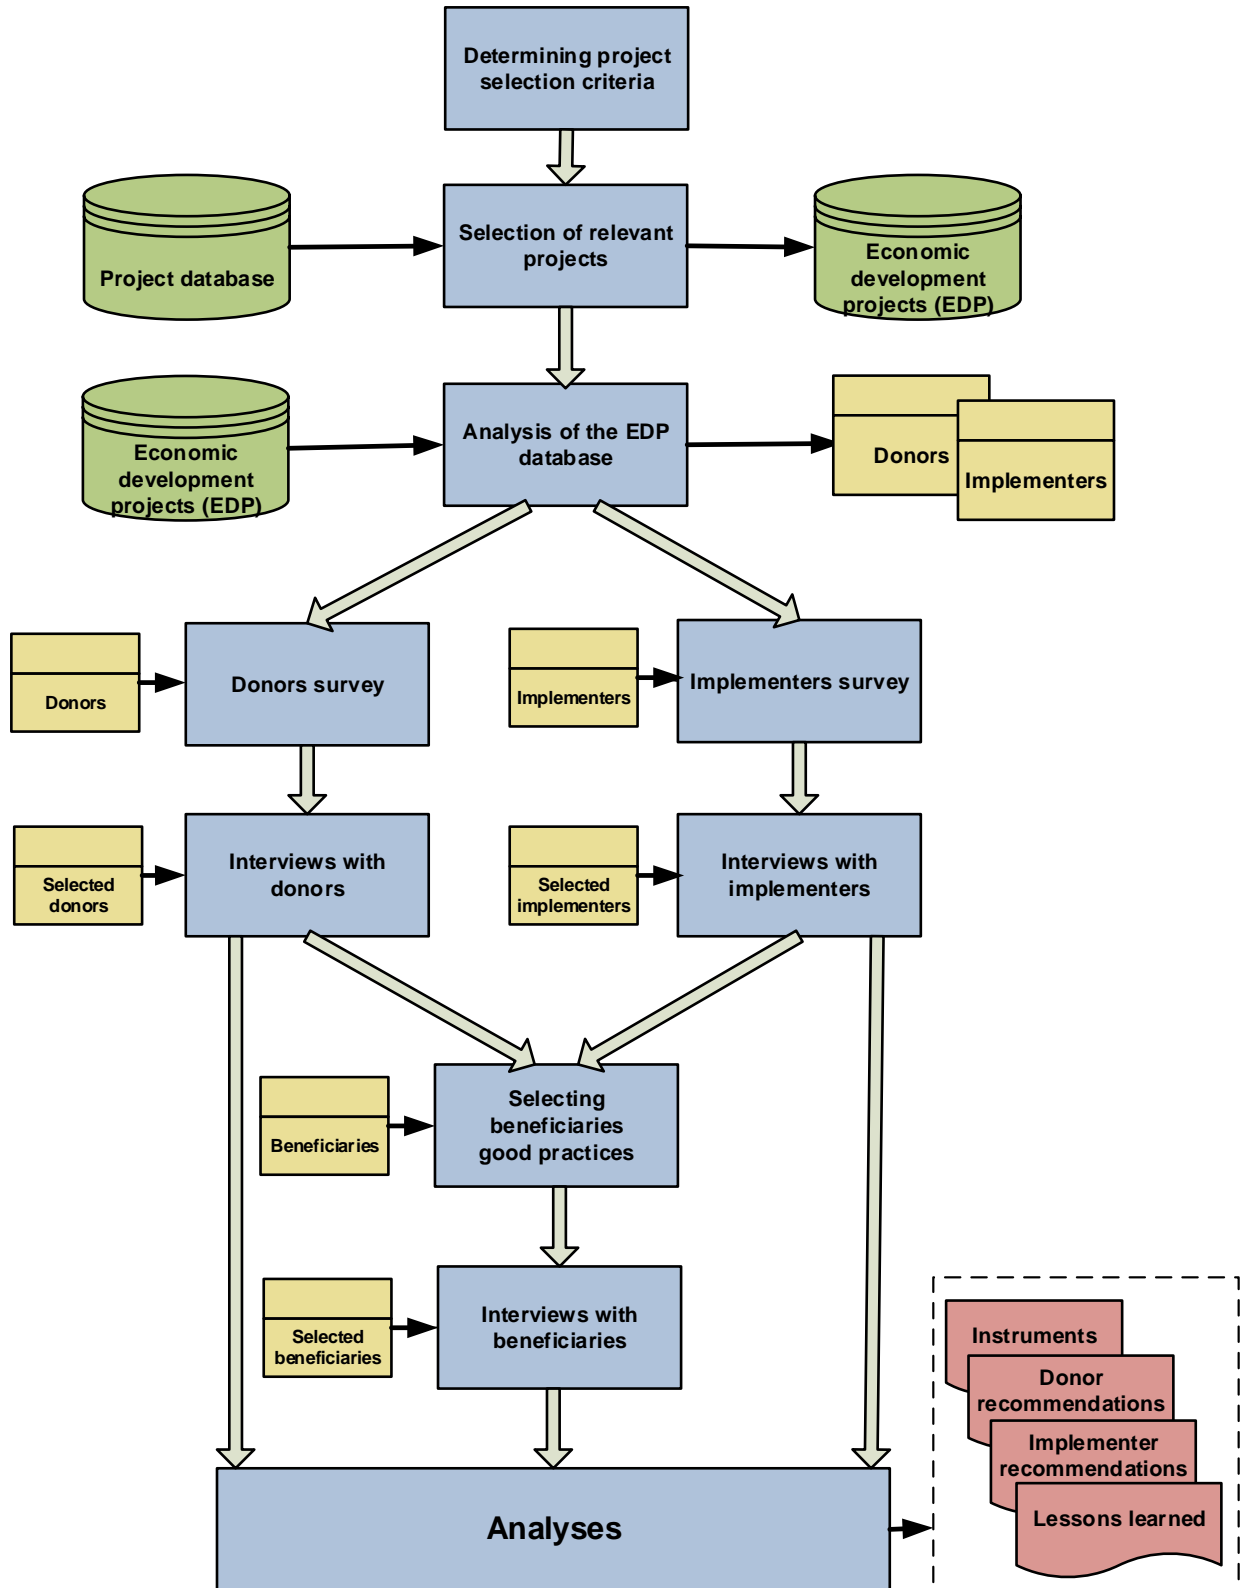 Determining project
selection criteria
Project database
Selection of relevant
projects
Economic
development
projects (EDP)
Economic
development
projects (EDP)
Analysis of the EDP
database
Donors
Implementers
Donors
Donors survey
Implementers
Implementers survey
Selected
donors
Interviews with
donors
Selected
implementers
Interviews with
implementers
Beneficiaries
Selecting
beneficiaries
good practices
Selected
beneficiaries
Interviews with
beneficiaries
Instruments
Donor
recommendations
Implementer
recommendations
Lessons learned
Analyses